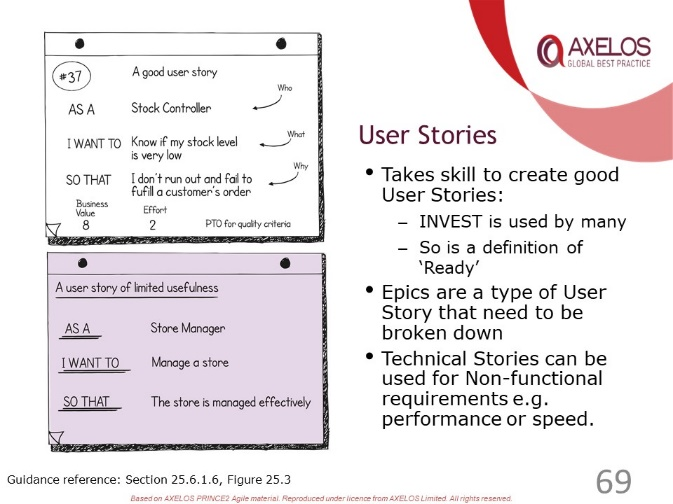 #37
A good user story
Who
AS A
Stock Controller
What
I WANT TO
Know if my stock level
is very low
Why
SO THAT
I don't run out and fail to
fufill a customer's order
Business
Value
8
Effort
2
PTO for quality criteria
A user story of limited usefulness
AS A
Store Manager
I WANT TO
Manage a store
SO THAT
The store is managed effectively
AXELOS
GLOBAL BEST PRACTICE
User Stories
• Takes skill to create good
User Stories:
– INVEST is used by many
– So is a definition of
‘Ready’
• Epics are a type of User
Story that need to be
broken down
• Technical Stories can be
used for Non-functional
requirements e.g.
performance or speed.
Guidance reference: Section 25.6.1.6, Figure 25.3
69
Based on AXELOS PRINCE2 Agile material. Reproduced under licence from AXELOS Limited. All rights reserved.